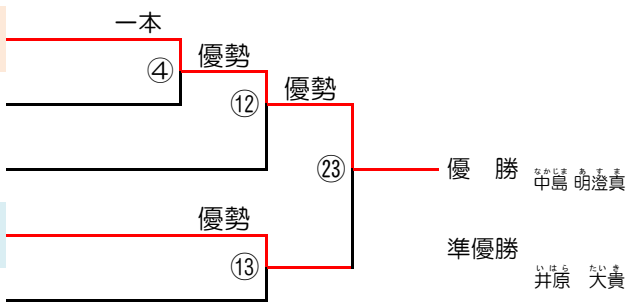 一本
④
優勢
⑫
優勢
㉓
優　勝
なかじま　あすま
中島 明澄真
優勢
⑬
準優勝
いはら　たいき
井原　大貴